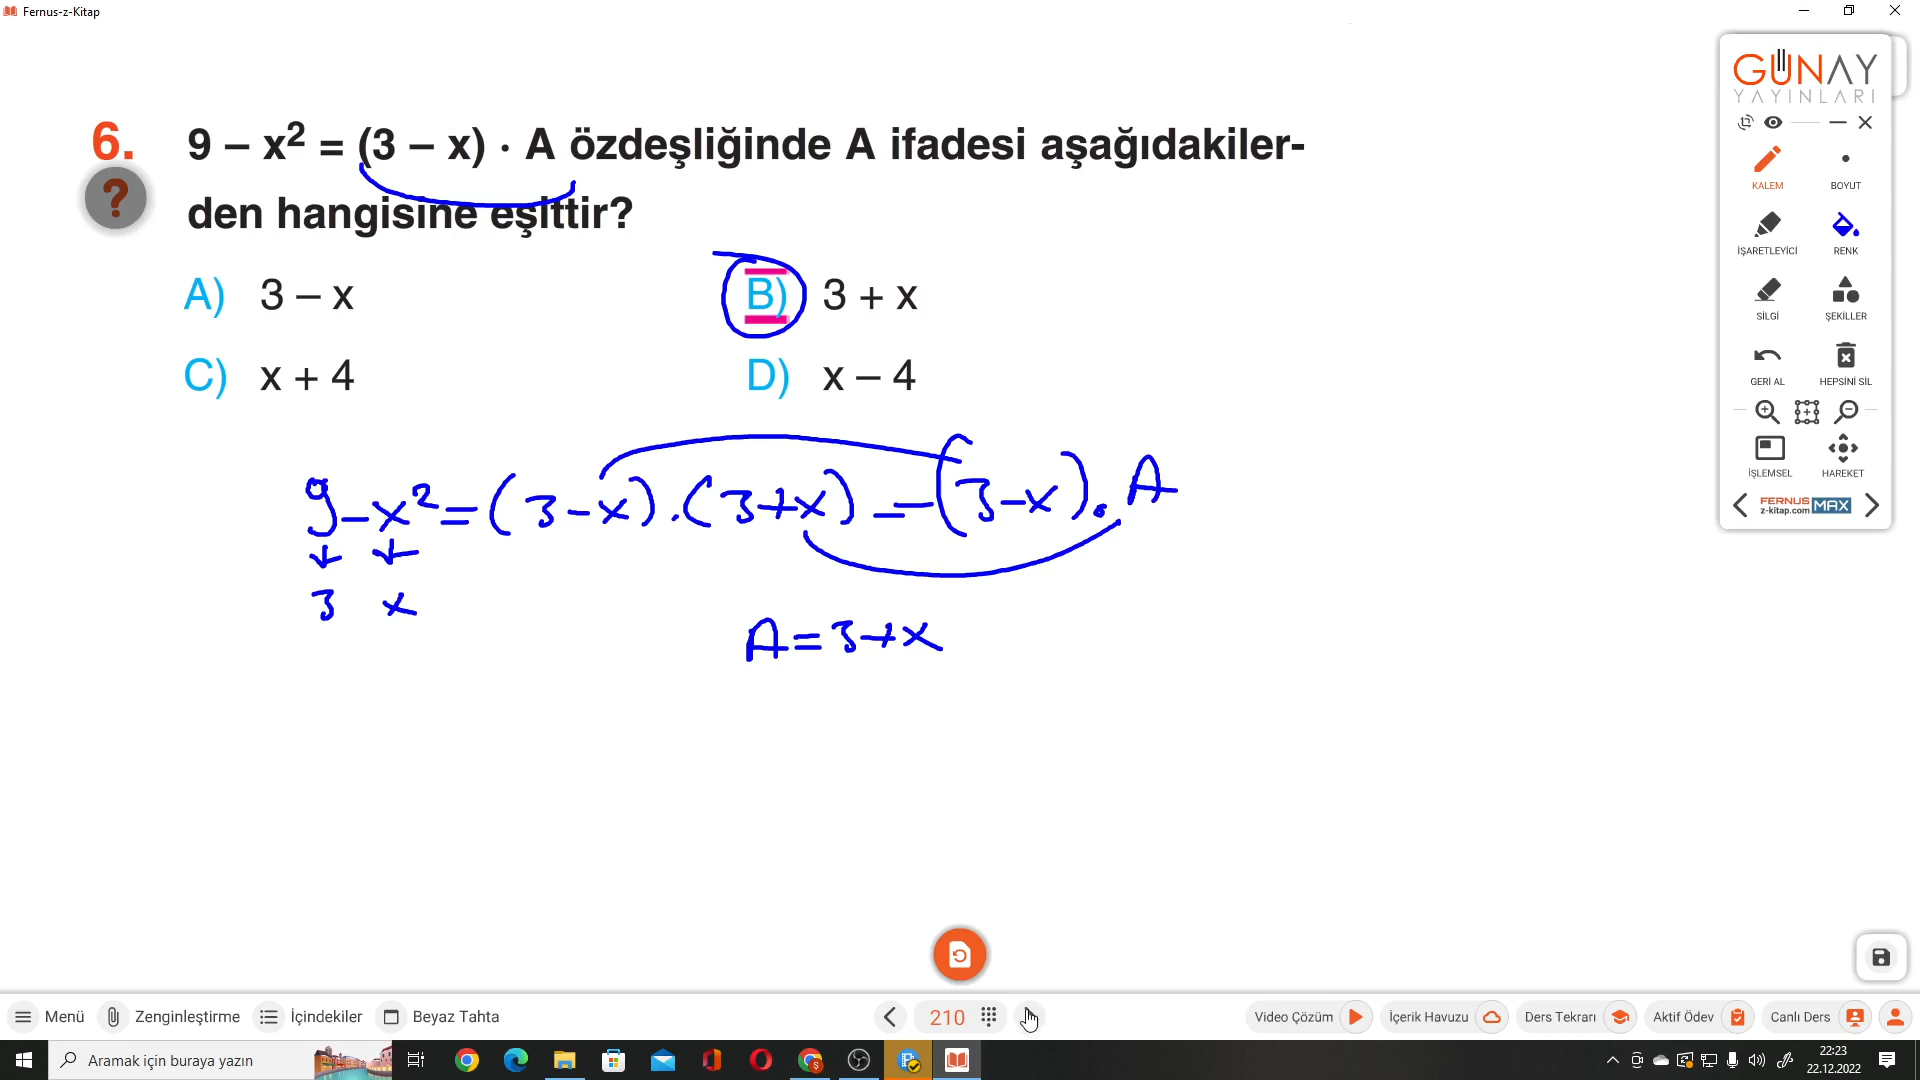 Fernus-z-Kitap
6. 9 – x² = (3 – x) · A özdeşliğinde A ifadesi aşağıdakiler-
? den hangisine eşittir?
A) 3 – x
B) 3 + x
C) x + 4
D) x – 4
9 - x² = (3 - x) . (3 + x) = (3 - x) . A
3 x
A = 3 + x
GÜNAY
YAYINLARI
KALEM BOYUT
İŞARETLEYİCİ RENK
SİLGİ ŞEKİLLER
GERİ AL HEPSİNİ SİL
İŞLEMSEL HAREKET
FERNUS
z-kitap.com MAX
Menü Zenginleştirme İçindekiler Beyaz Tahta 210 Video Çözüm İçerik Havuzu Ders Tekrarı Aktif Ödev Canlı Ders
Aramak için buraya yazın
22:23
22.12.2022